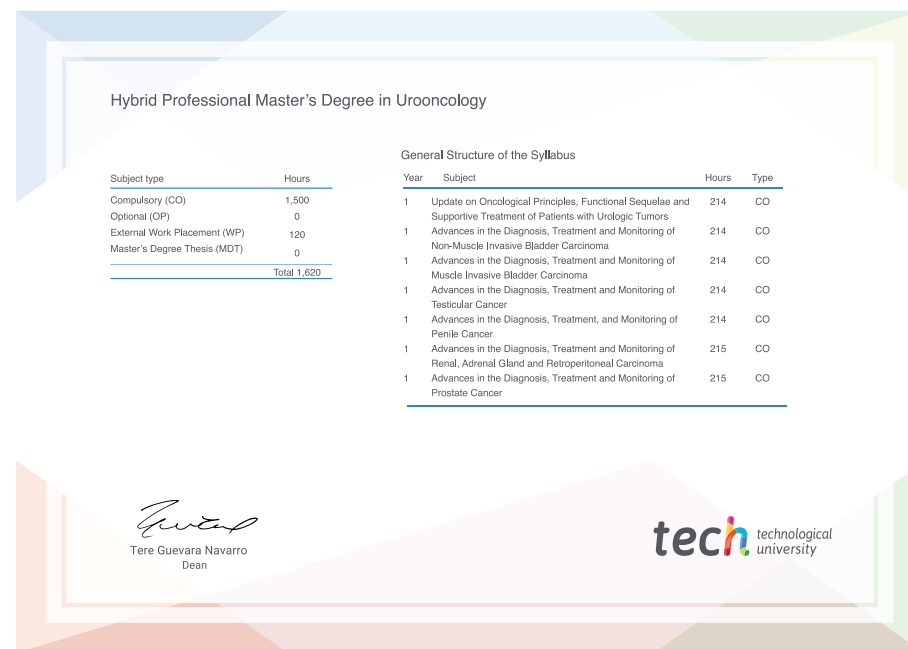 Hybrid Professional Master’s Degree in Urooncology
General Structure of the Syllabus
Subject type Hours
Compulsory (CO) 1,500
Optional (OP) 0
External Work Placement (WP) 120
Master’s Degree Thesis (MDT) 0
Total 1,620
Year Subject Hours Type
1 Update on Oncological Principles, Functional Sequelae and 214 CO
Supportive Treatment of Patients with Urologic Tumors
1 Advances in the Diagnosis, Treatment and Monitoring of 214 CO
Non-Muscle Invasive Bladder Carcinoma
1 Advances in the Diagnosis, Treatment and Monitoring of 214 CO
Muscle Invasive Bladder Carcinoma
1 Advances in the Diagnosis, Treatment and Monitoring of 214 CO
Testicular Cancer
1 Advances in the Diagnosis, Treatment, and Monitoring of 214 CO
Penile Cancer
1 Advances in the Diagnosis, Treatment and Monitoring of 215 CO
Renal, Adrenal Gland and Retroperitoneal Carcinoma
1 Advances in the Diagnosis, Treatment and Monitoring of 215 CO
Prostate Cancer
Tere Guevara Navarro
Dean
tech technological
university